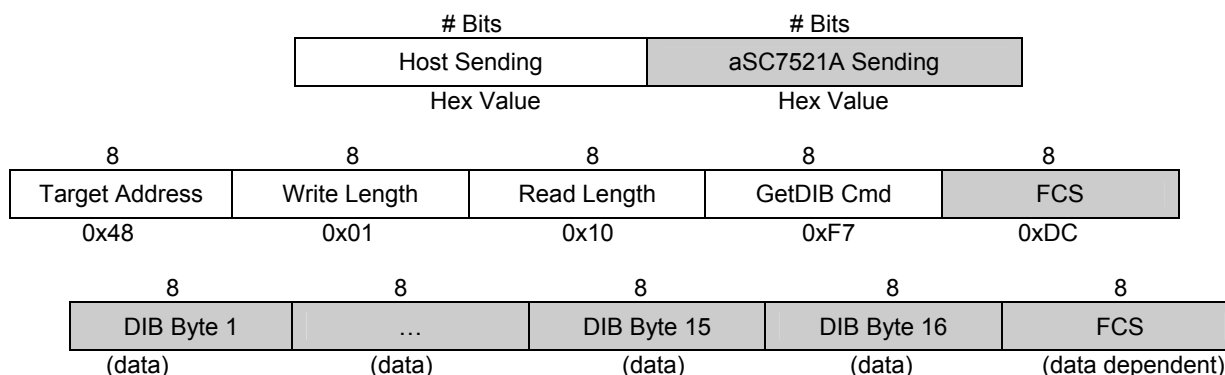 # Bits # Bits
Host Sending aSC7521A Sending
Hex Value Hex Value
8 8 8 8 8
Target Address Write Length Read Length GetDIB Cmd FCS
0x48 0x01 0x10 0xF7 0xDC
8 8 8 8 8
DIB Byte 1 … DIB Byte 15 DIB Byte 16 FCS
(data) (data) (data) (data) (data dependent)